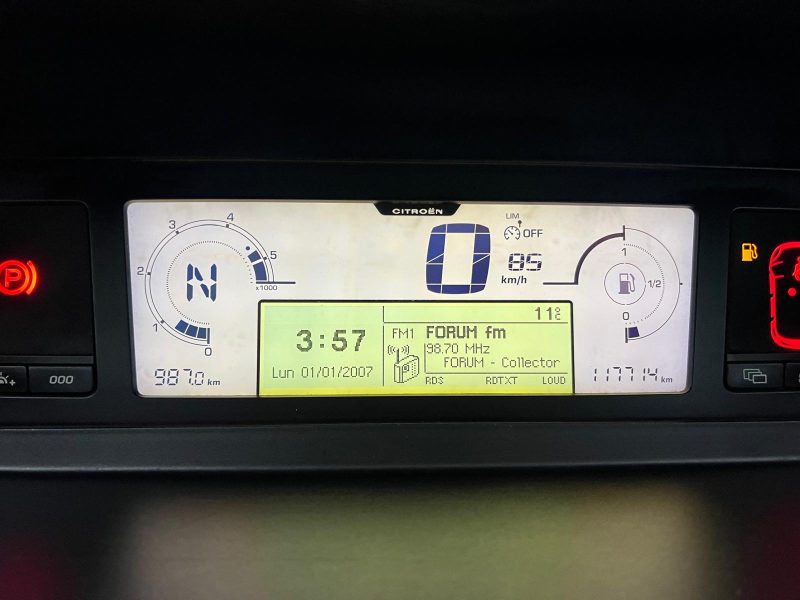 CITROËN
4
3
5
2
x1000
1
0
N
987.0 km
0
LIM
OFF
85
km/h
1
1/2
0
117714 km
11°C
3:57
Lun 01/01/2007
FM1 FORUM fm
98.70 MHz
FORUM - Collector
RDS RDTXT LOUD
P
000